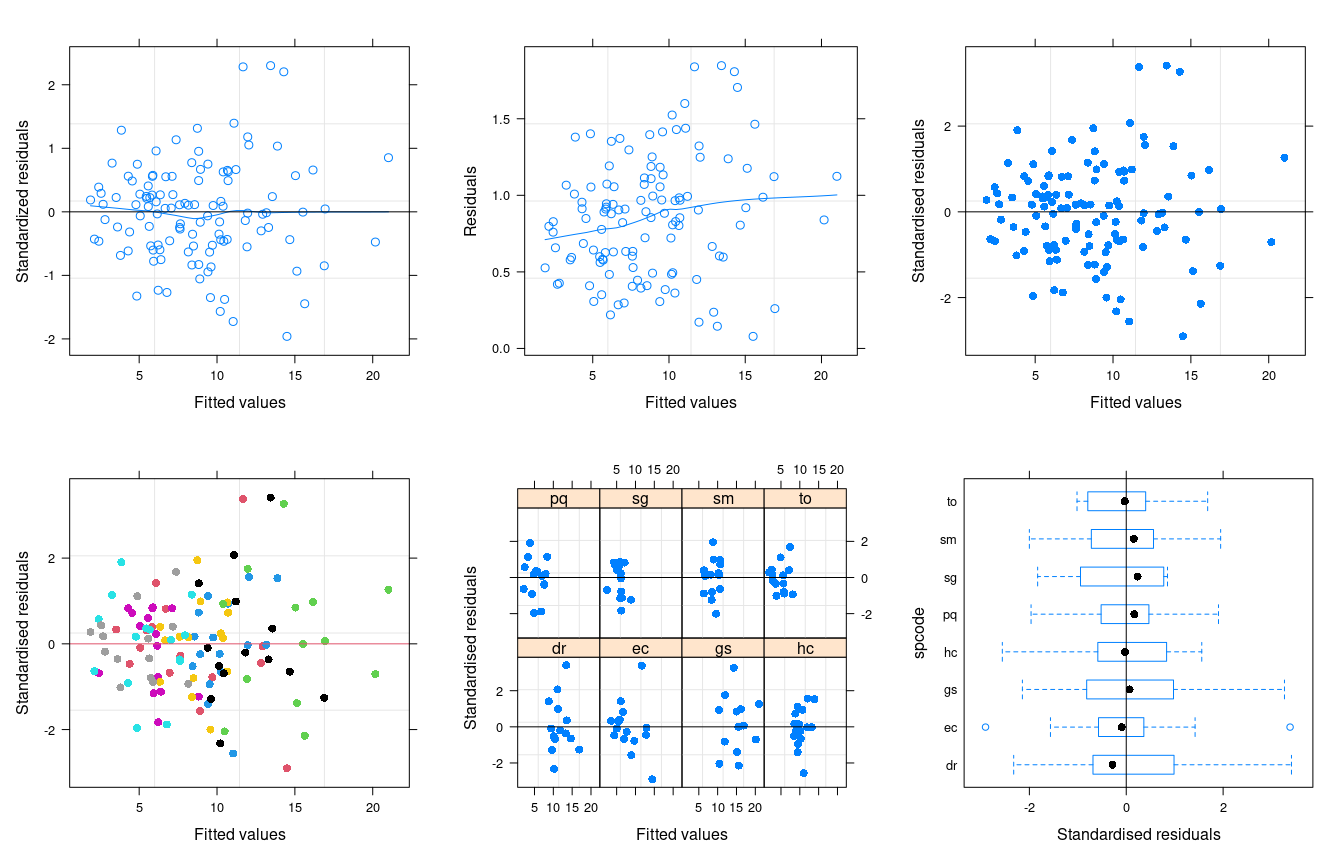 Standardized residuals
2
1
0
-1
-2
5 10 15 20
Fitted values
Residuals
1.5
1.0
0.5
0.0
5 10 15 20
Fitted values
Standardised residuals
2
0
-2
5 10 15 20
Fitted values
Standardised residuals
2
0
-2
5 10 15 20
Fitted values
5 10 15 20 5 10 15 20
pq sg sm to
2
0
-2
dr ec gs hc
Standardised residuals
2
0
-2
5 10 15 20 5 10 15 20
Fitted values
spcode
to
sm
sg
pq
hc
gs
ec
dr
-2 0 2
Standardised residuals